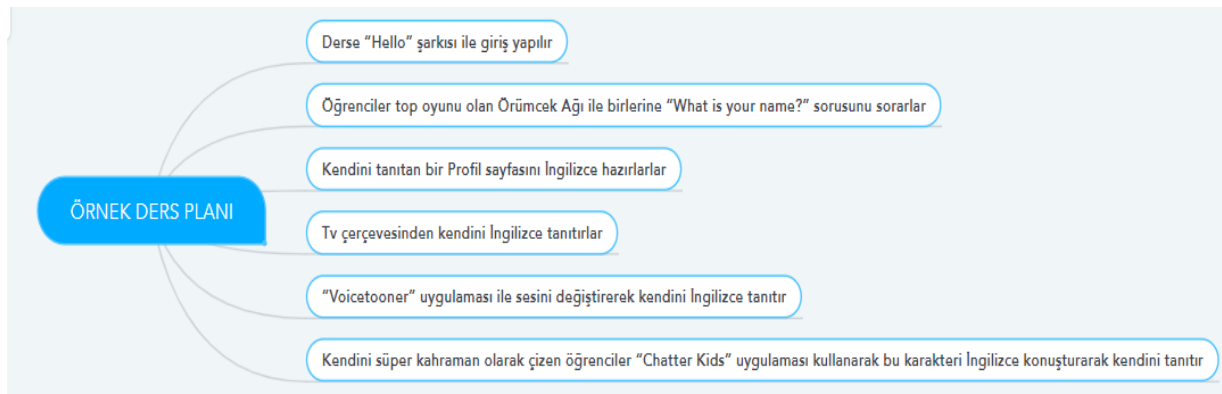 Derse “Hello” şarkısı ile giriş yapılır
Öğrenciler top oyunu olan Örümcek Ağı ile birlerine “What is your name?” sorusunu sorarlar
Kendini tanıtan bir Profil sayfasını İngilizce hazırlarlar
ÖRNEK DERS PLANI
Tv çerçevesinden kendini İngilizce tanıtırlar
“Voicetooner” uygulaması ile sesini değiştirerek kendini İngilizce tanıtır
Kendini süper kahraman olarak çizen öğrenciler “Chatter Kids” uygulaması kullanarak bu karakteri İngilizce konuşturarak kendini tanıtır